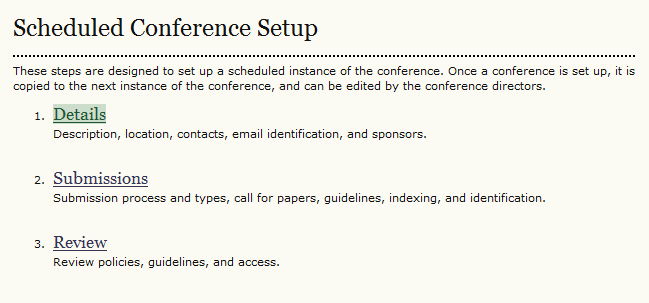 Scheduled Conference Setup
These steps are designed to set up a scheduled instance of the conference. Once a conference is set up, it is
copied to the next instance of the conference, and can be edited by the conference directors.
1. Details
Description, location, contacts, email identification, and sponsors.
2. Submissions
Submission process and types, call for papers, guidelines, indexing, and identification.
3. Review
Review policies, guidelines, and access.